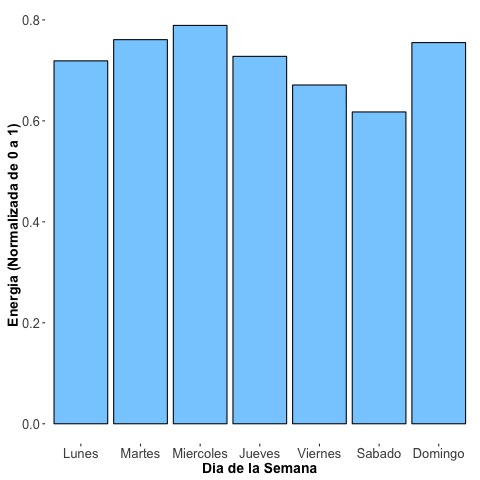 Energia (Normalizada de 0 a 1)
0.8
0.6
0.4
0.2
0.0
Lunes Martes Miercoles Jueves Viernes Sabado Domingo
Dia de la Semana